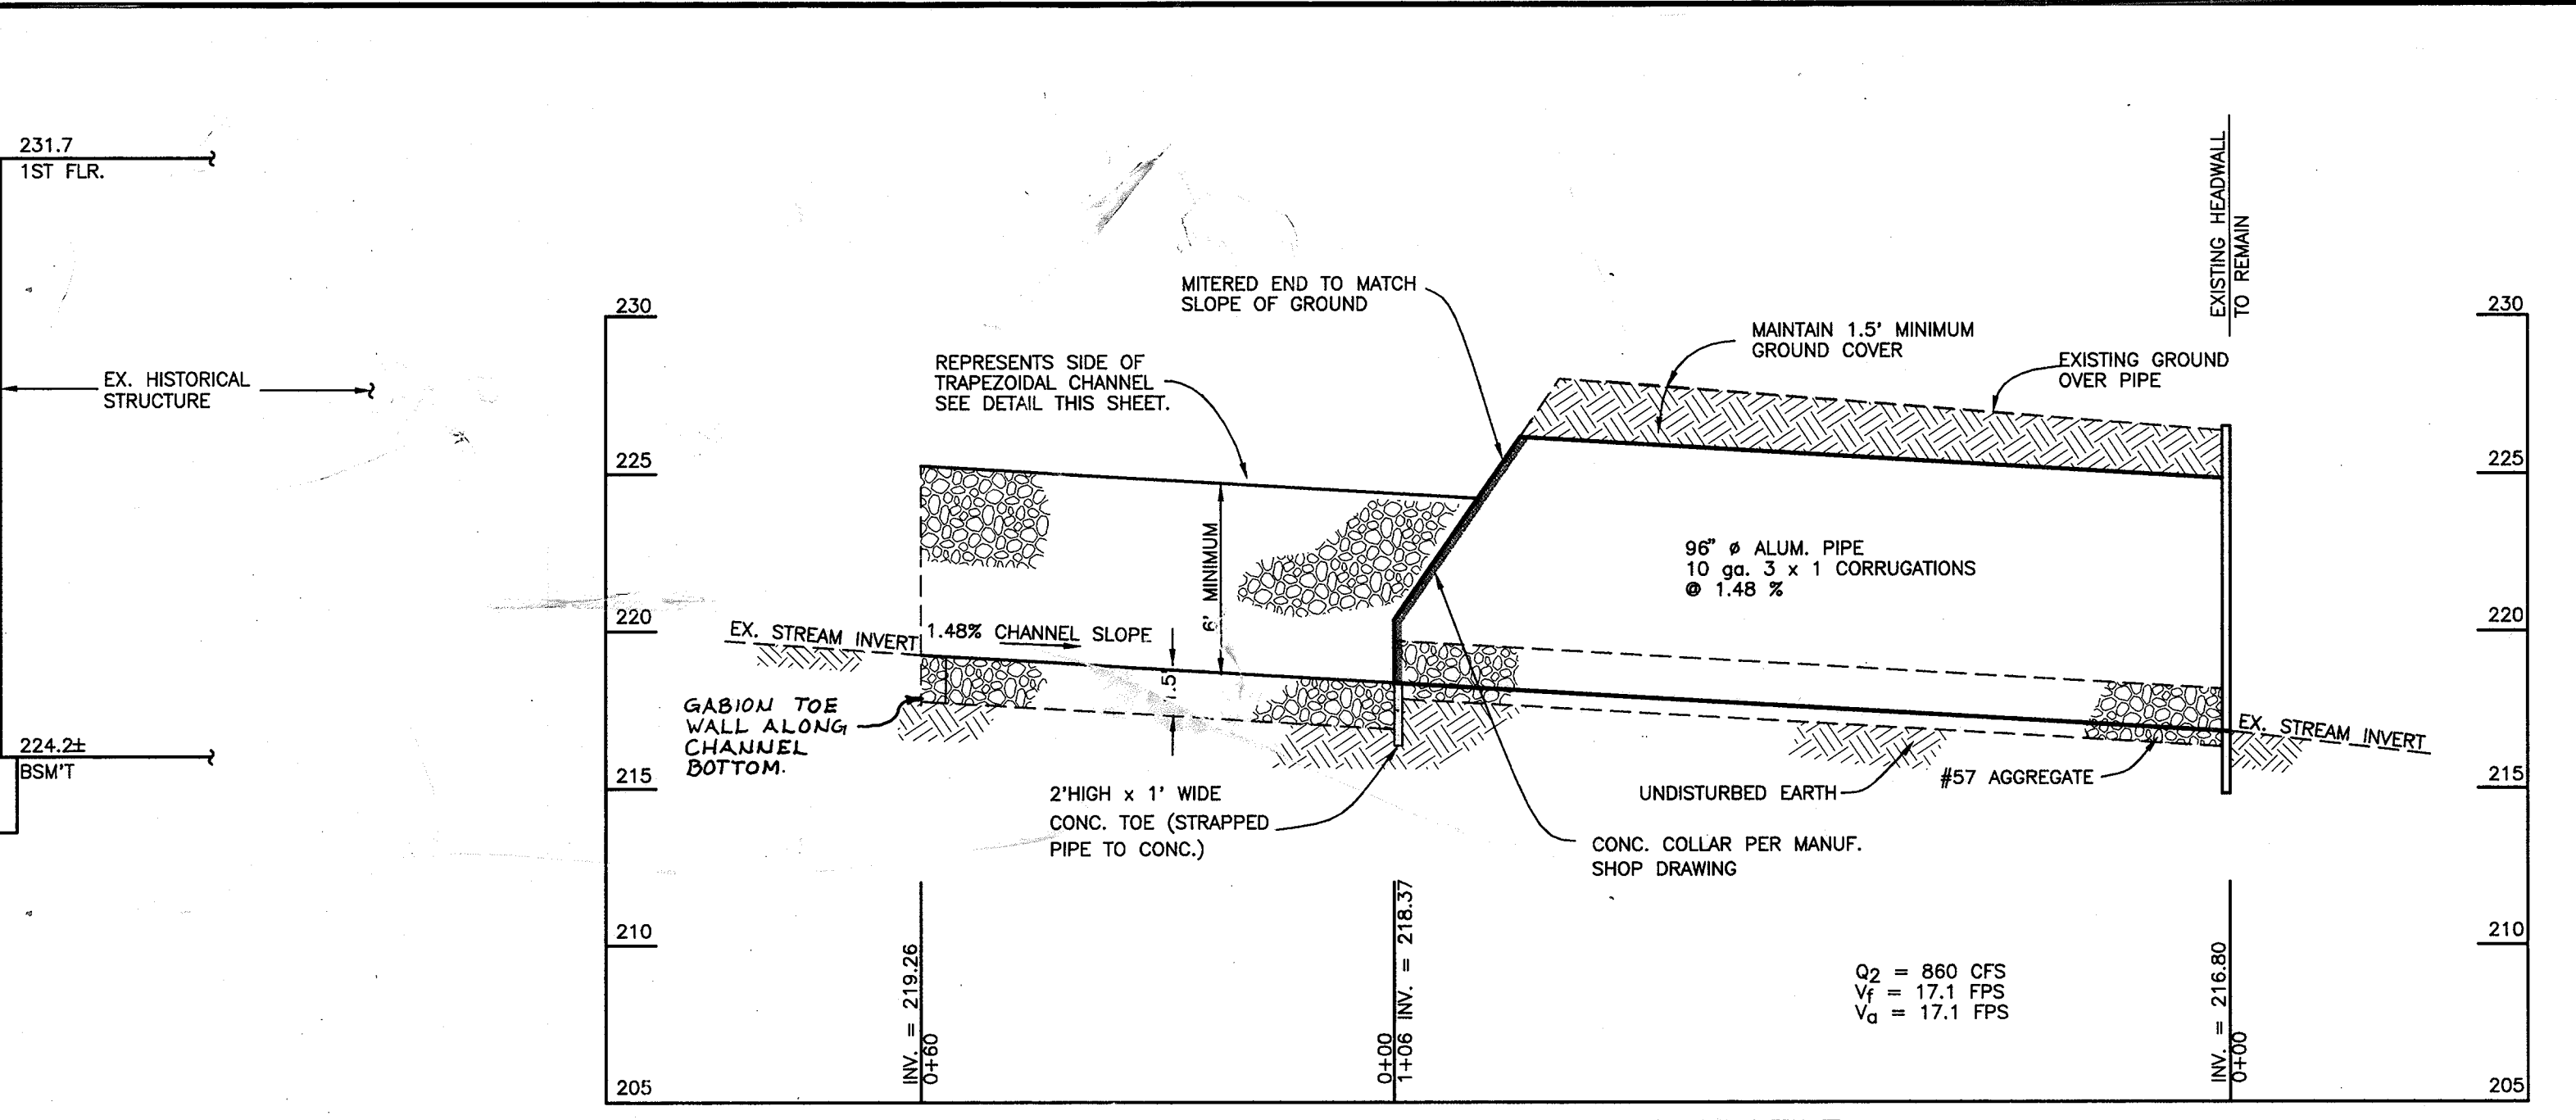 231.7
1ST FLR.
EX. HISTORICAL
STRUCTURE
224.2±
BSM'T
230
225
220
215
210
205
MITERED END TO MATCH
SLOPE OF GROUND
REPRESENTS SIDE OF
TRAPEZOIDAL CHANNEL
SEE DETAIL THIS SHEET.
MAINTAIN 1.5' MINIMUM
GROUND COVER
EXISTING GROUND
OVER PIPE
EXISTING HEADWALL
TO REMAIN
230
225
220
215
210
205
6' MINIMUM
96" ø ALUM. PIPE
10 ga. 3 x 1 CORRUGATIONS
@ 1.48 %
EX. STREAM INVERT
1.48% CHANNEL SLOPE
1.5'
GABION TOE
WALL ALONG
CHANNEL
BOTTOM.
EX. STREAM INVERT
2'HIGH x 1' WIDE
CONC. TOE (STRAPPED
PIPE TO CONC.)
UNDISTURBED EARTH
#57 AGGREGATE
CONC. COLLAR PER MANUF.
SHOP DRAWING
INV. = 219.26
0+60
0+00
1+06 INV. = 218.37
Q2 = 860 CFS
Vf = 17.1 FPS
Va = 17.1 FPS
INV. = 216.80
0+00